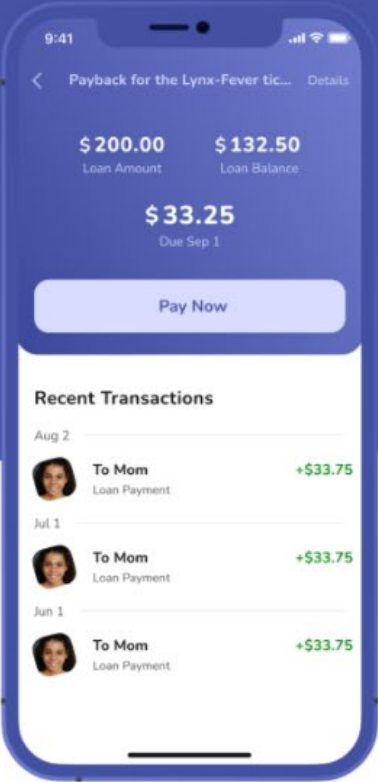 9:41
Payback for the Lynx-Fever tic... Details
$200.00 $132.50
Loan Amount Loan Balance
$33.25
Due Sep 1
Pay Now
Recent Transactions
Aug 2
To Mom +$33.75
Loan Payment
Jul 1
To Mom +$33.75
Loan Payment
Jun 1
To Mom +$33.75
Loan Payment